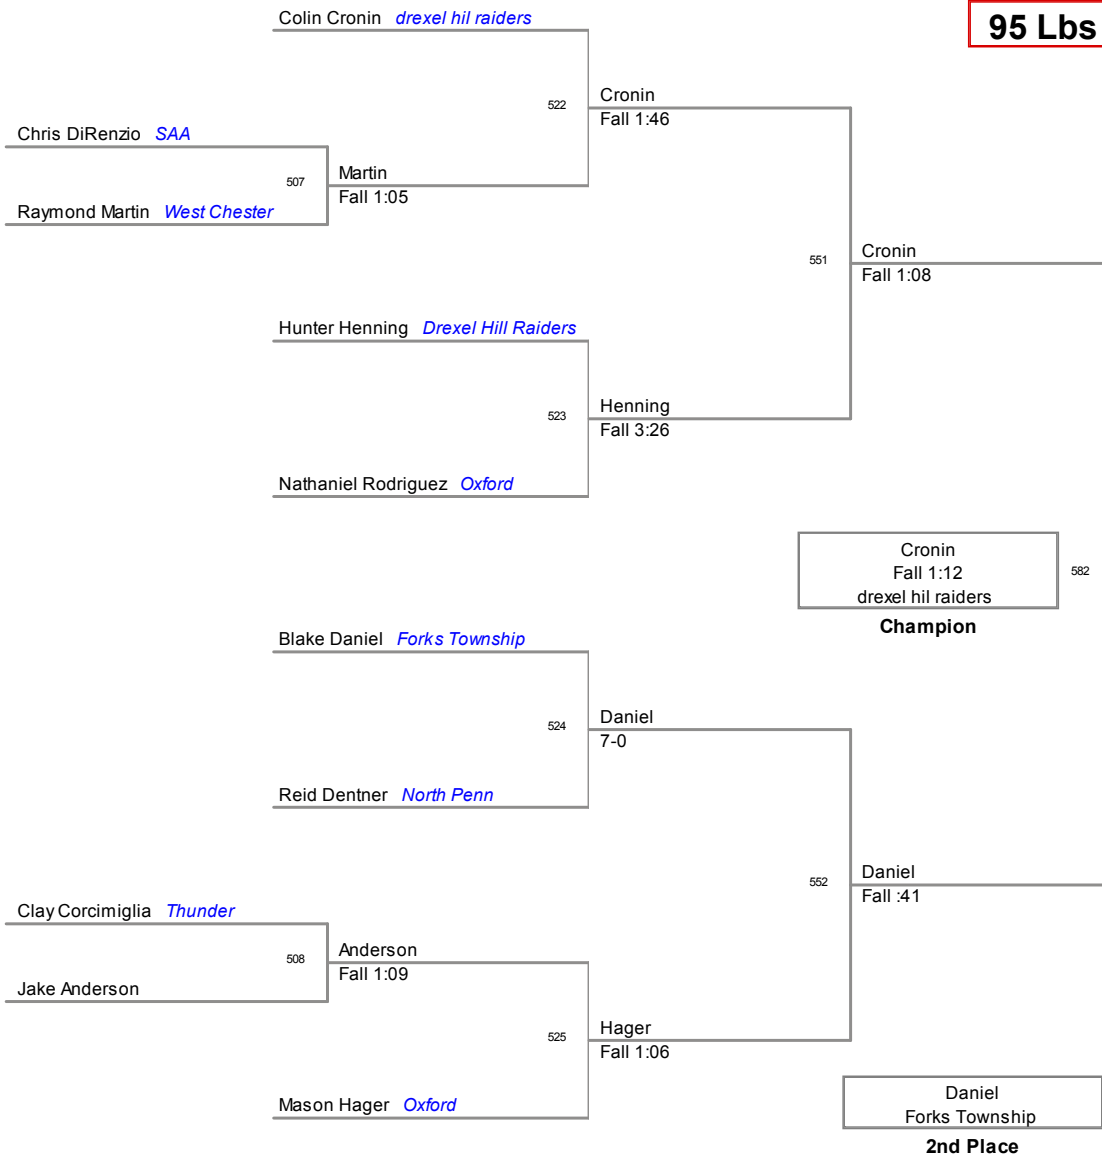 Colin Cronin drexel hil raiders
95 Lbs
522
Cronin
Fall 1:46
Chris DiRenzio SAA
507
Martin
Fall 1:05
Raymond Martin West Chester
551
Cronin
Fall 1:08
Hunter Henning Drexel Hill Raiders
523
Henning
Fall 3:26
Nathaniel Rodriguez Oxford
Cronin
Fall 1:12
drexel hil raiders
582
Champion
Blake Daniel Forks Township
524
Daniel
7-0
Reid Dentner North Penn
552
Daniel
Fall :41
Clay Corcimiglia Thunder
508
Anderson
Fall 1:09
Jake Anderson
525
Hager
Fall 1:06
Mason Hager Oxford
Daniel
Forks Township
2nd Place